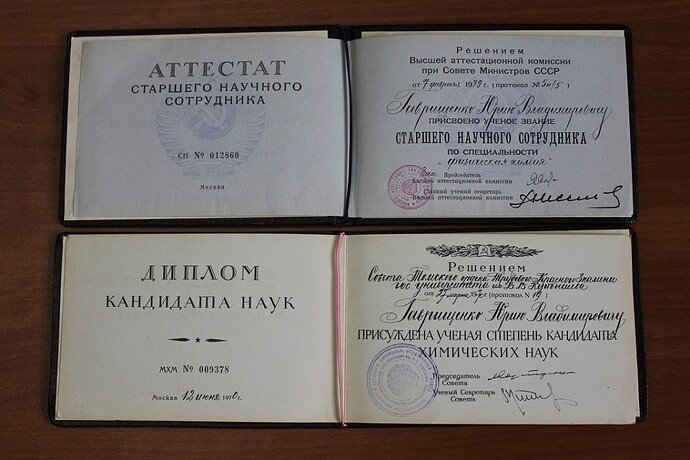 АТТЕСТАТ
СТАРШЕГО НАУЧНОГО
СОТРУДНИКА
СН № 012860
Москва
Решением
Высшей аттестационной комиссии
при Совете Министров СССР
от 7 февраля 1979 г. (протокол № 5н/5)
Гаврищенко Юрию Владимировичу
ПРИСВОЕНО УЧЕНОЕ ЗВАНИЕ
СТАРШЕГО НАУЧНОГО СОТРУДНИКА
ПО СПЕЦИАЛЬНОСТИ
„физическая химия"
Председатель
Высшей аттестационной комиссии
Главный ученый секретарь
Высшей аттестационной комиссии
ДИПЛОМ
КАНДИДАТА НАУК
МХМ № 009378
Москва 12 июня 1970 г.
Решением
Совета Томского ордена Трудового Красного Знамени
гос. университета им. В.В. Куйбышева
от 27 марта (протокол № 19)
Гаврищенко Юрию Владимировичу
ПРИСУЖДЕНА УЧЕНАЯ СТЕПЕНЬ КАНДИДАТА
ХИМИЧЕСКИХ НАУК
Председатель
Совета
Ученый Секретарь
Совета